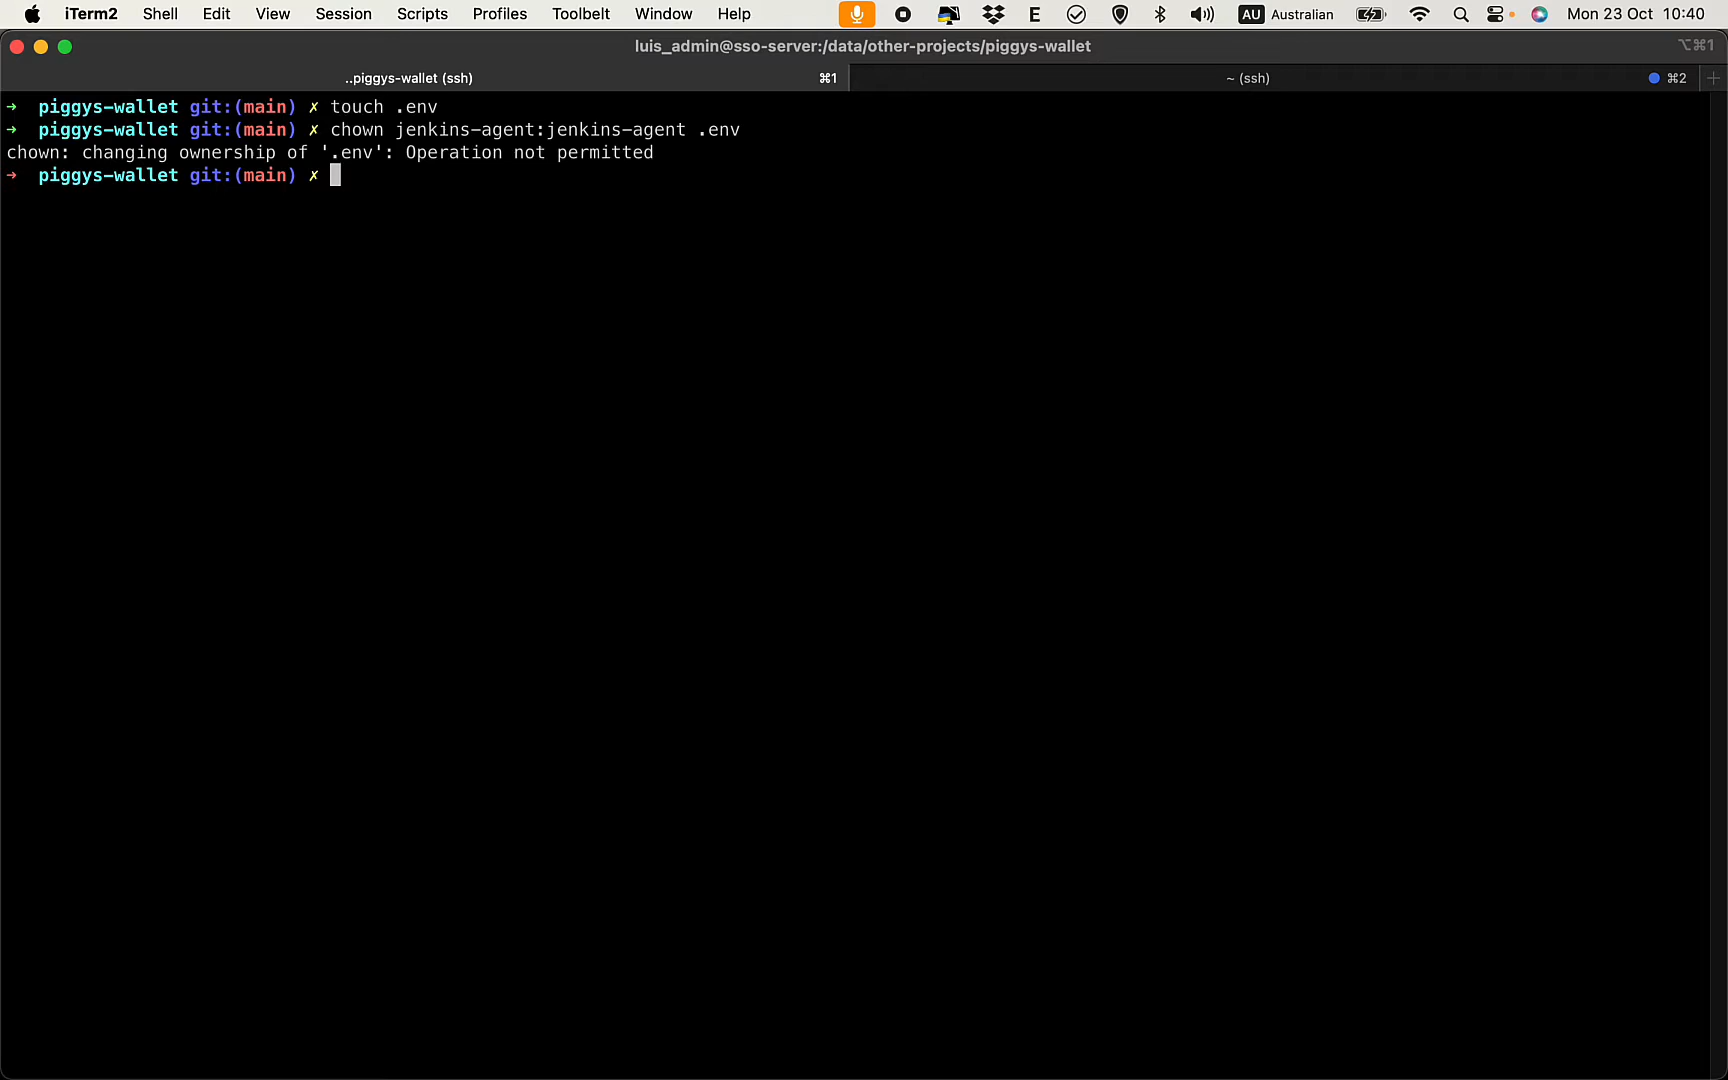 iTerm2 Shell Edit View Session Scripts Profiles Toolbelt Window Help E AU Australian Mon 23 Oct 10:40
luis_admin@sso-server:/data/other-projects/piggys-wallet ⌥⌘1
..piggys-wallet (ssh) ⌘1 ~ (ssh) ⌘2
→ piggys-wallet git:(main) ✗ touch .env
→ piggys-wallet git:(main) ✗ chown jenkins-agent:jenkins-agent .env
chown: changing ownership of '.env': Operation not permitted
→ piggys-wallet git:(main) ✗